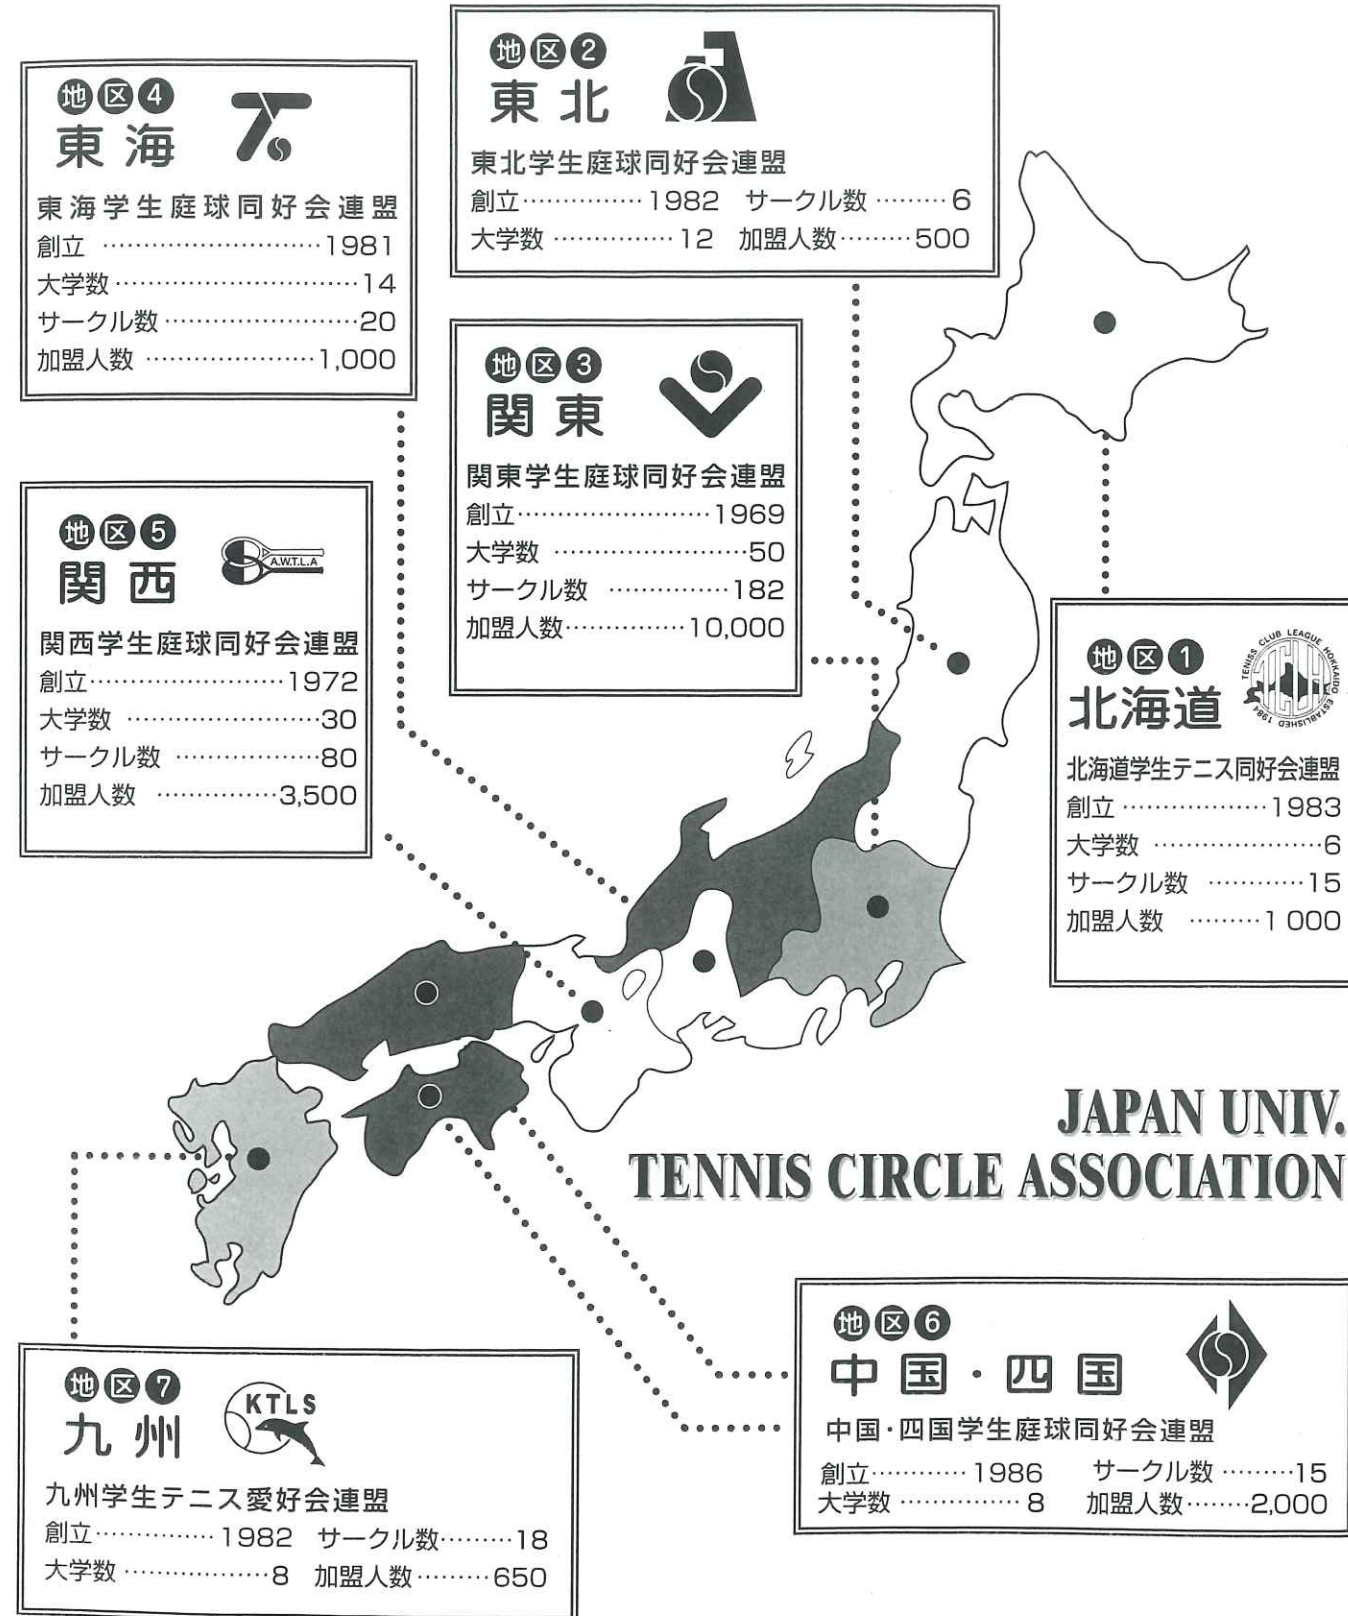 地区4
東海
東海学生庭球同好会連盟
創立 …………………… 1981
大学数 …………………… 14
サークル数 …………………… 20
加盟人数 …………………… 1,000
地区2
東北
東北学生庭球同好会連盟
創立 …………… 1982 サークル数 ……… 6
大学数 …………… 12 加盟人数 ……… 500
地区3
関東
関東学生庭球同好会連盟
創立 …………………… 1969
大学数 …………………… 50
サークル数 …………… 182
加盟人数 …………… 10,000
地区5
関西
A.W.T.L.A
関西学生庭球同好会連盟
創立 …………………… 1972
大学数 …………………… 30
サークル数 …………… 80
加盟人数 …………… 3,500
地区1
北海道
TENISS CLUB LEAGUE HOKKAIDO ESTABLISHED 1984
TCLH
北海道学生テニス同好会連盟
創立 ……………… 1983
大学数 ………………… 6
サークル数 ………… 15
加盟人数 ……… 1 000
JAPAN UNIV.
TENNIS CIRCLE ASSOCIATION
地区6
中国・四国
中国・四国学生庭球同好会連盟
創立 ………… 1986 サークル数 ……… 15
大学数 …………… 8 加盟人数 …… 2,000
地区7
九州
KTLS
九州学生テニス愛好会連盟
創立 …………… 1982 サークル数 ……… 18
大学数 ……………… 8 加盟人数 ……… 650